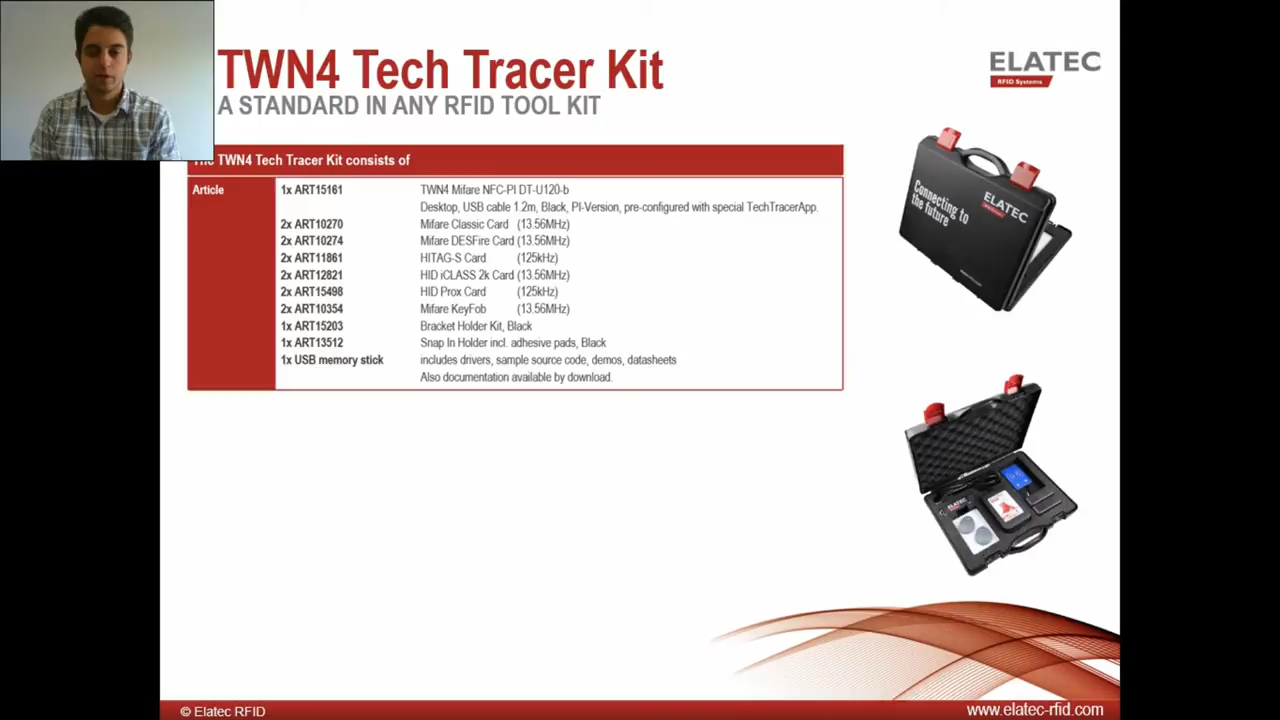 TWN4 Tech Tracer Kit
A STANDARD IN ANY RFID TOOL KIT
ELATEC
RFID Systems
The TWN4 Tech Tracer Kit consists of
Article 1x ART15161 TWN4 Mifare NFC-PI DT-U120-b
Desktop, USB cable 1.2m, Black, PI-Version, pre-configured with special TechTracerApp.
2x ART10270 Mifare Classic Card (13.56MHz)
2x ART10274 Mifare DESFire Card (13.56MHz)
2x ART11861 HITAG-S Card (125kHz)
2x ART12821 HID iCLASS 2k Card (13.56MHz)
2x ART15498 HID Prox Card (125kHz)
2x ART10354 Mifare KeyFob (13.56MHz)
1x ART15203 Bracket Holder Kit, Black
1x ART13512 Snap In Holder incl. adhesive pads, Black
1x USB memory stick includes drivers, sample source code, demos, datasheets
Also documentation available by download.
Connecting to
the future
ELATEC
ELATEC
© Elatec RFID
www.elatec-rfid.com